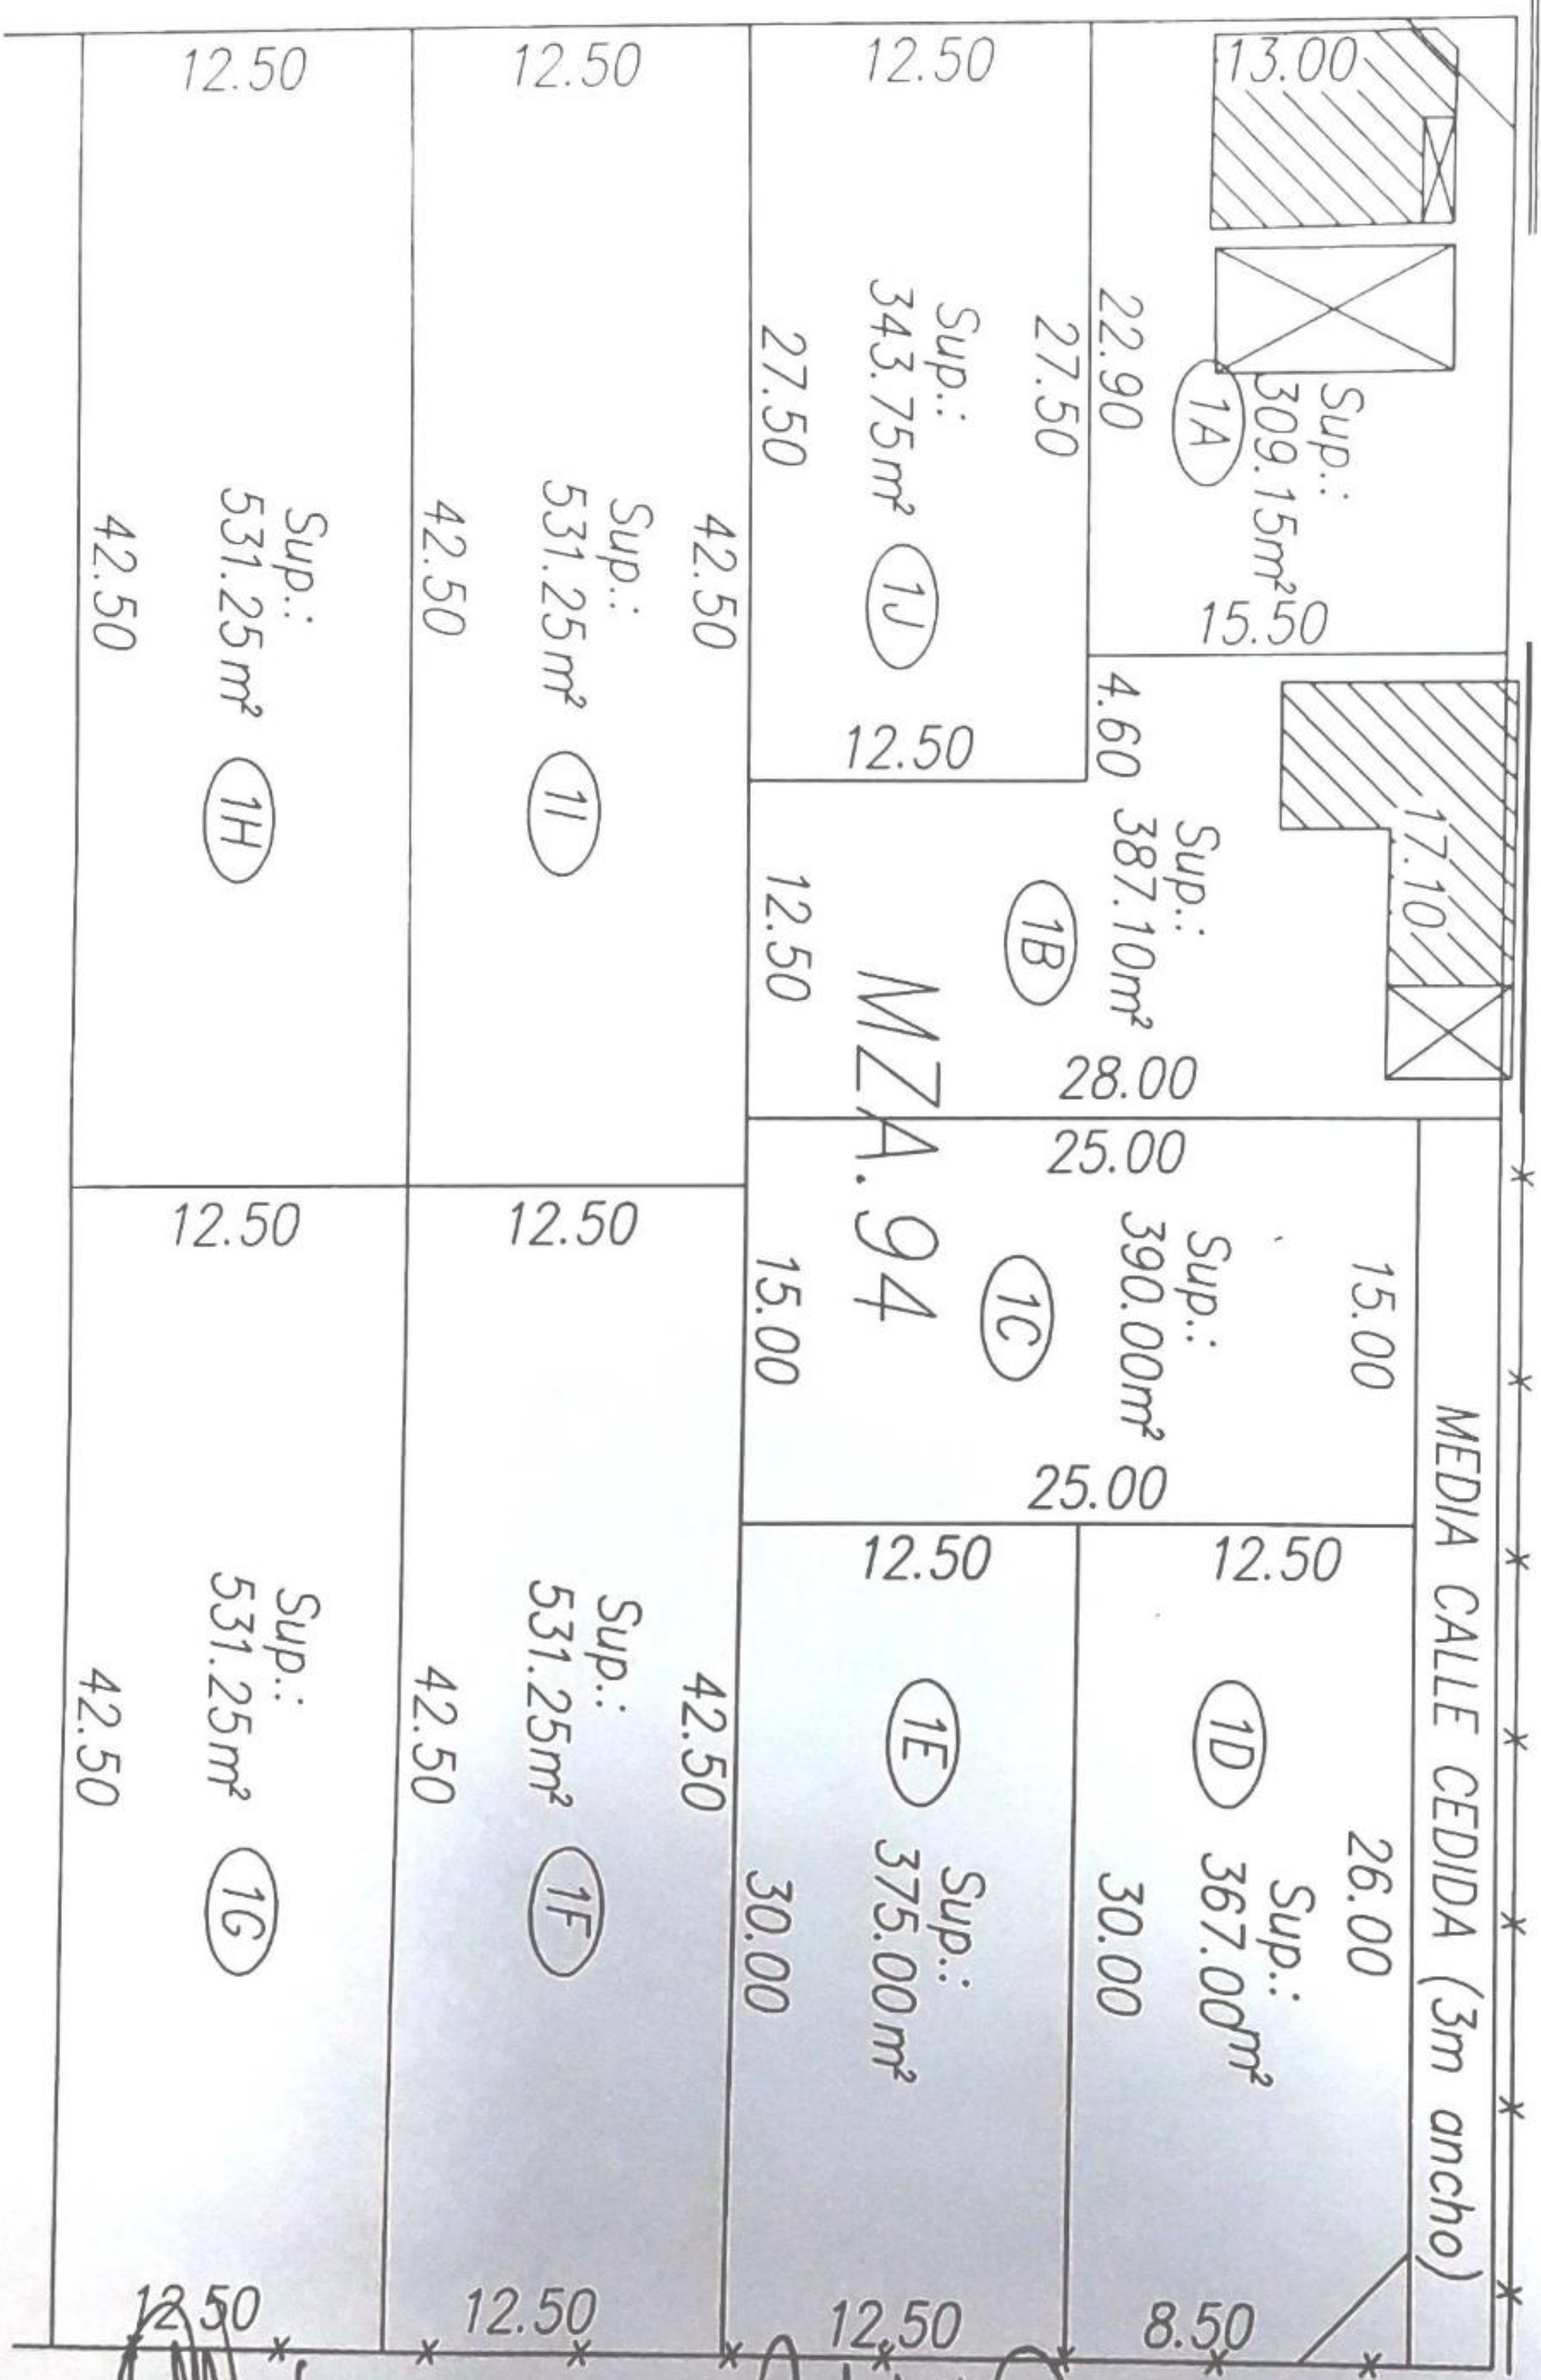 12.50
12.50
12.50
13.00
Sup.:
309.15m²
1A
22.90
15.50
27.50
Sup.:
343.75m²
1J
27.50
12.50
17.10
4.60
Sup.:
387.10m²
1B
12.50
28.00
MZA.94
42.50
Sup.:
531.25m²
1I
42.50
Sup.:
531.25m²
1H
42.50
MEDIA CALLE CEDIDA (3m ancho)
25.00
15.00
Sup.:
390.00m²
1C
15.00
25.00
12.50
12.50
12.50
12.50
26.00
1D
Sup.:
367.00m²
30.00
1E
Sup.:
375.00m²
30.00
42.50
Sup.:
531.25m²
1F
42.50
Sup.:
531.25m²
1G
42.50
12.50
12.50
12.50
8.50